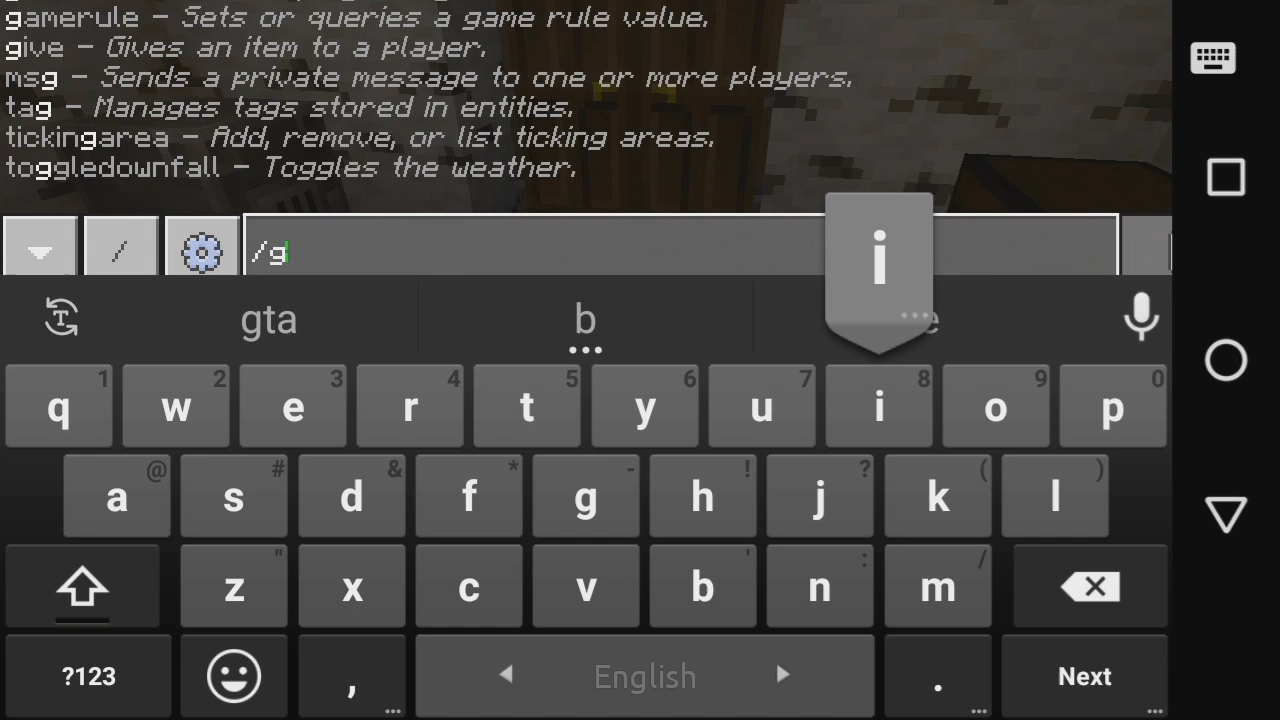 gamerule – Sets or queries a game rule value.
give – Gives an item to a player.
msg – Sends a private message to one or more players.
tag – Manages tags stored in entities.
tickingarea – Add, remove, or list ticking areas.
toggledownfall – Toggles the weather.
/ /g
i
gta b e
q 1 w 2 e 3 r 4 t 5 y 6 u 7 i 8 o 9 p 0
a @ s # d & f * g - h ! j ? k ( l )
z " x c v b ' n : m /
?123 , English . Next